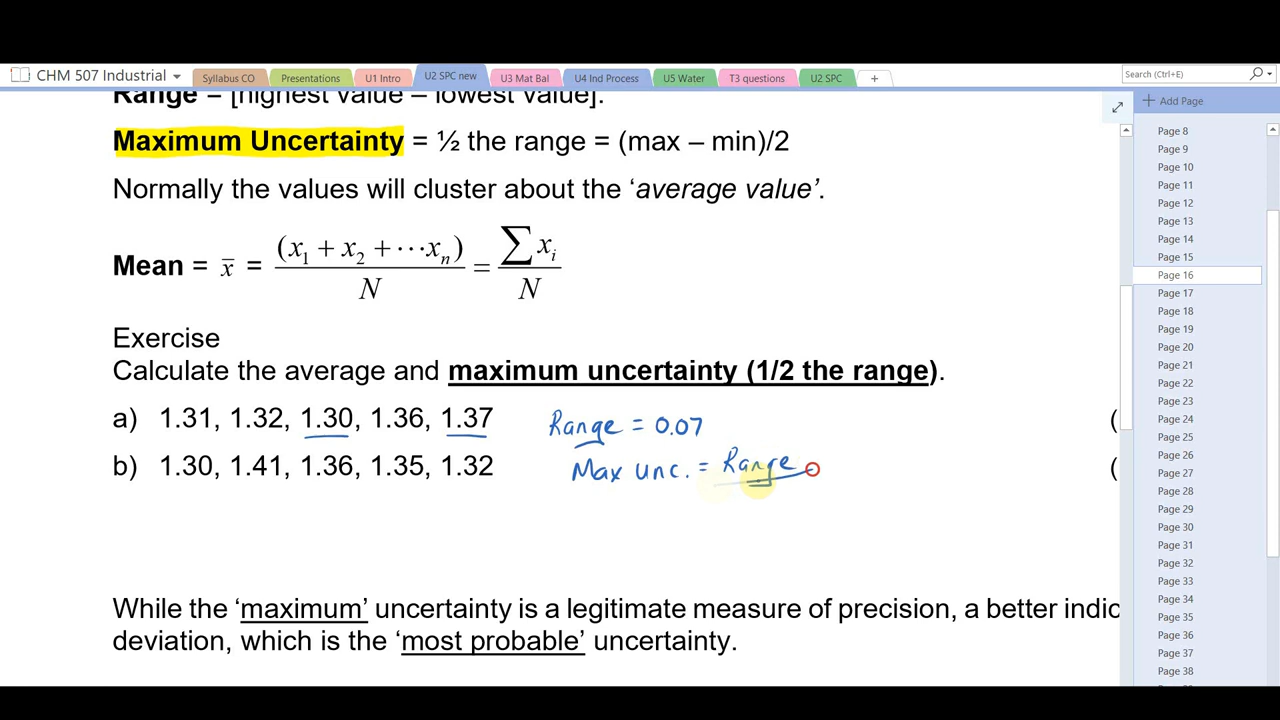 CHM 507 Industrial
Syllabus CO
Presentations
U1 Intro
U2 SPC new
U3 Mat Bal
U4 Ind Process
U5 Water
T3 questions
U2 SPC
+
Search (Ctrl+E)
Range = [highest value – lowest value].
Maximum Uncertainty = ½ the range = (max – min)/2
Normally the values will cluster about the ‘average value’.
Mean = x̄ = (x₁ + x₂ + ⋯xₙ) / N = ∑xᵢ / N
Exercise
Calculate the average and maximum uncertainty (1/2 the range).
a) 1.31, 1.32, 1.30, 1.36, 1.37 Range = 0.07 (
b) 1.30, 1.41, 1.36, 1.35, 1.32 Max unc. = Range (
While the ‘maximum’ uncertainty is a legitimate measure of precision, a better indic
deviation, which is the ‘most probable’ uncertainty.
+ Add Page
Page 8
Page 9
Page 10
Page 11
Page 12
Page 13
Page 14
Page 15
Page 16
Page 17
Page 18
Page 19
Page 20
Page 21
Page 22
Page 23
Page 24
Page 25
Page 26
Page 27
Page 28
Page 29
Page 30
Page 31
Page 32
Page 33
Page 34
Page 35
Page 36
Page 37
Page 38